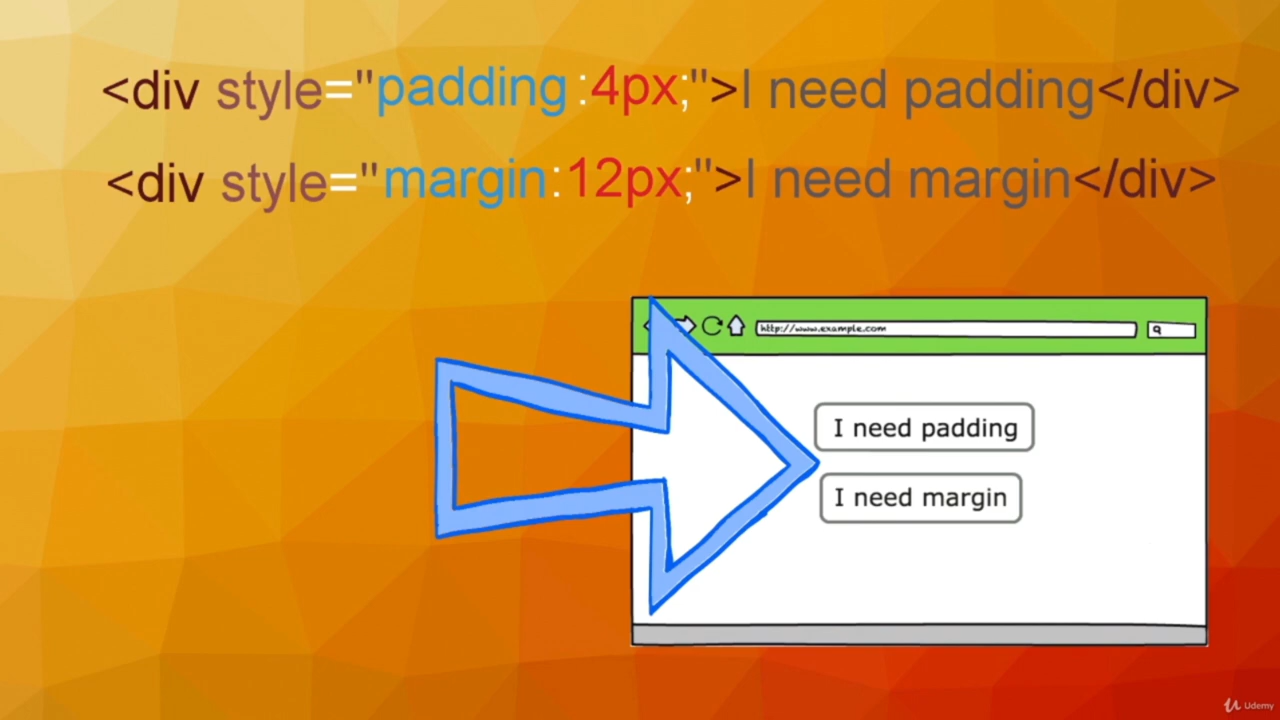 <div style="padding :4px;">I need padding</div>
<div style="margin:12px;">I need margin</div>
http://www.example.com
I need padding
I need margin
Udemy